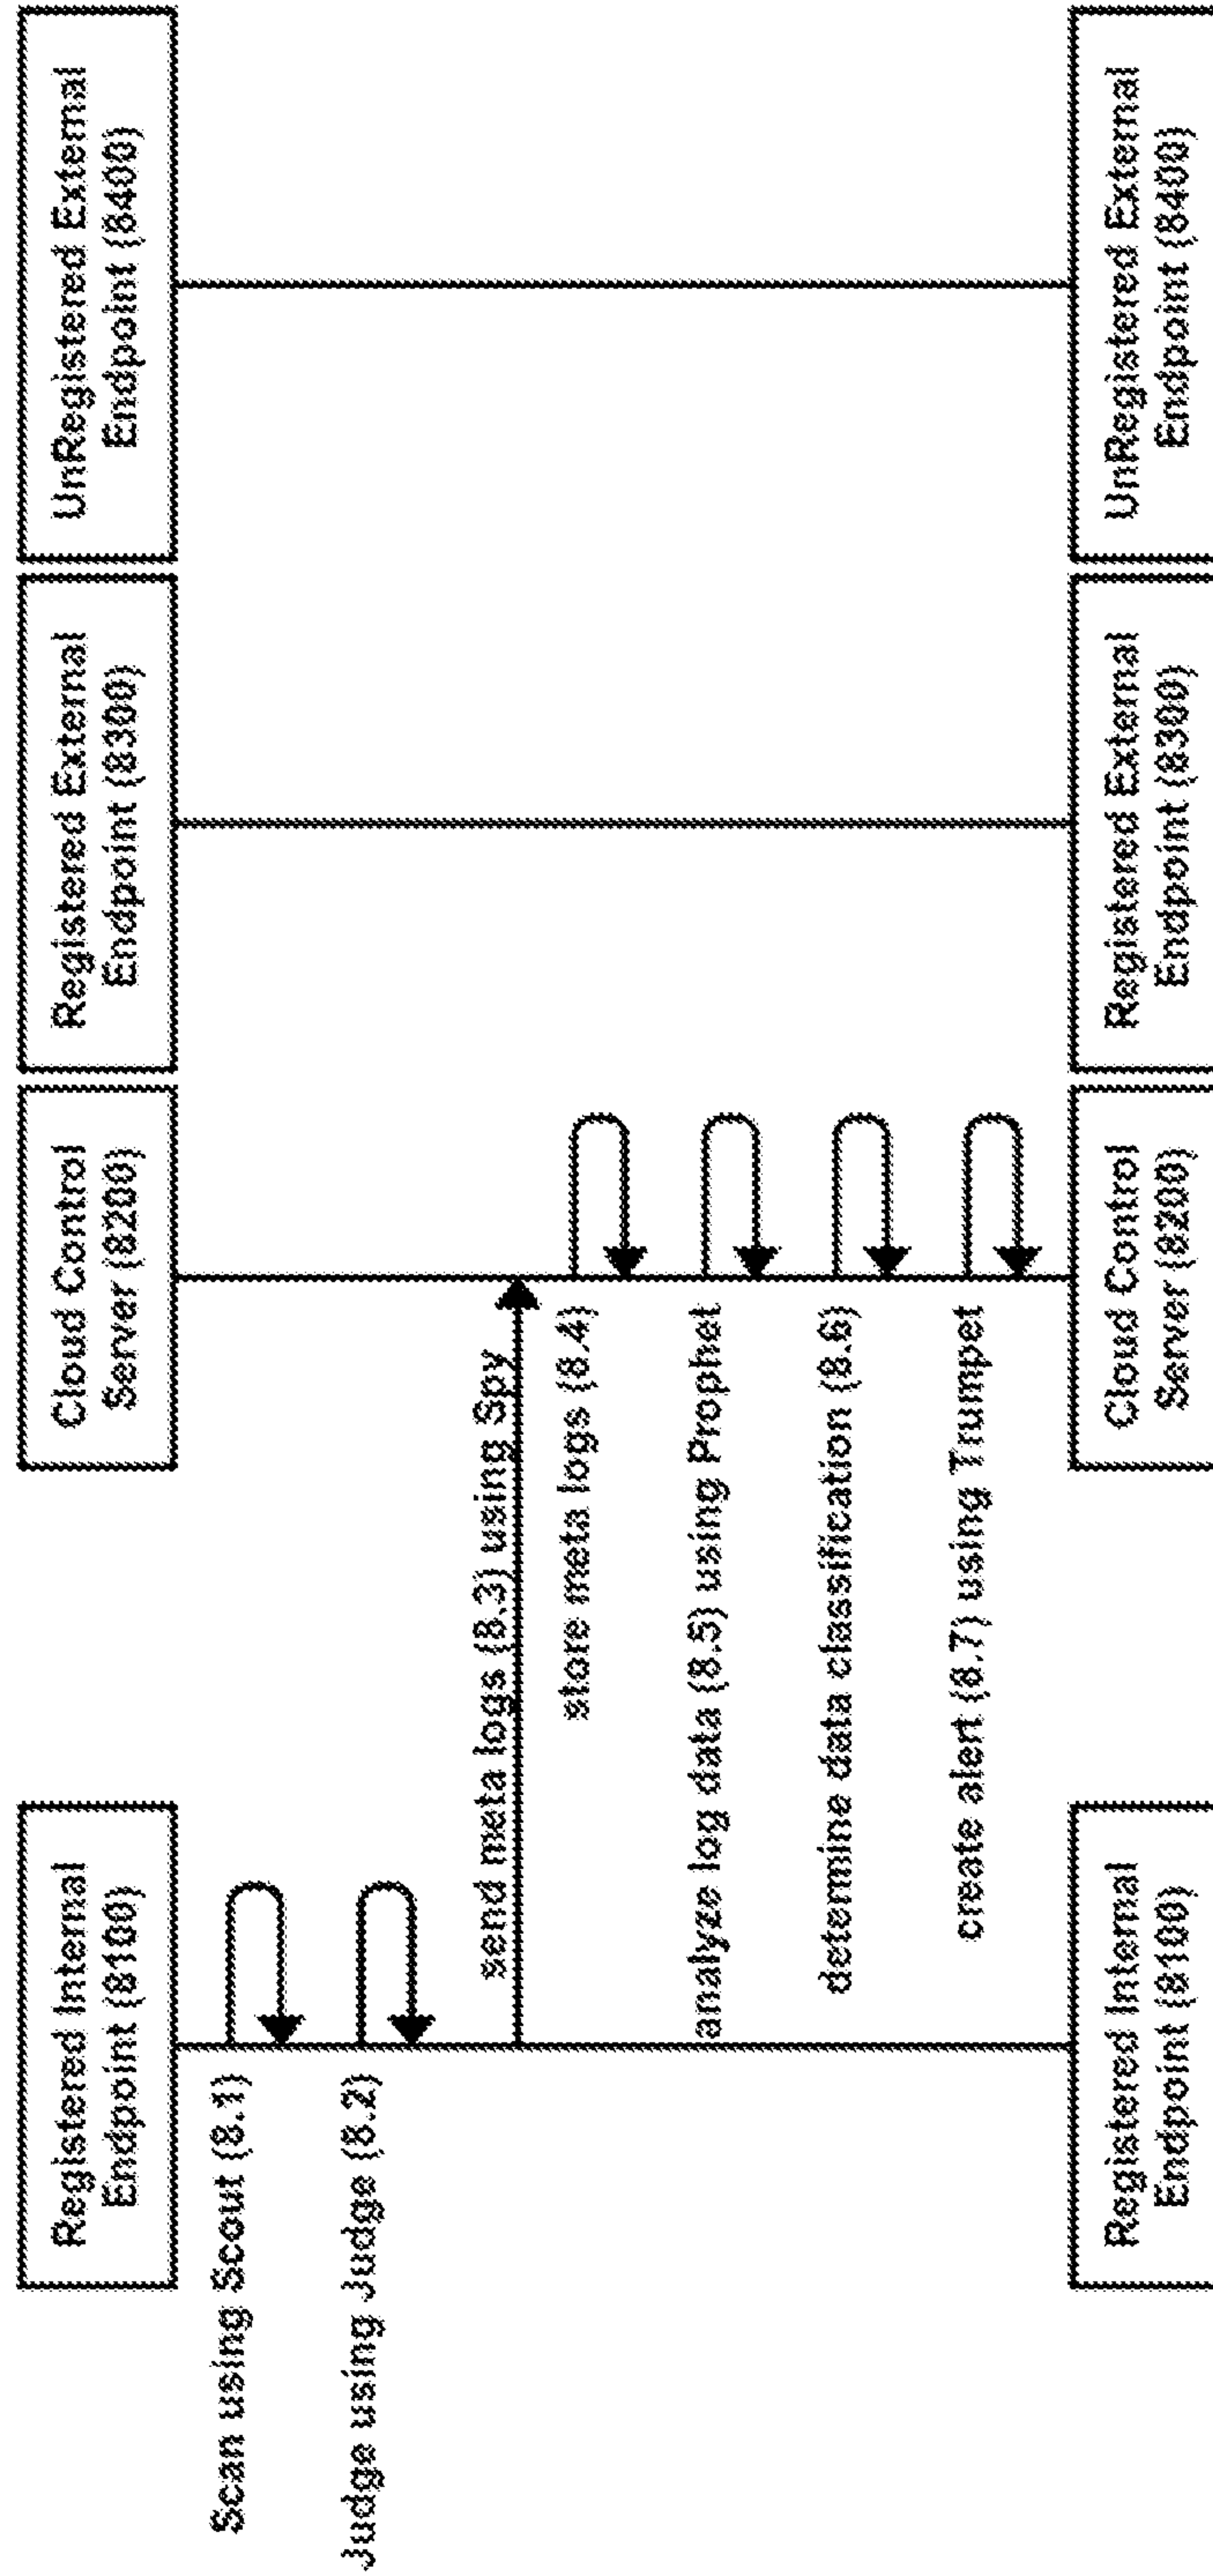 Registered Internal
Endpoint (8100)
Cloud Control
Server (8200)
Registered External
Endpoint (8300)
UnRegistered External
Endpoint (8400)
Scan using Scout (8.1)
Judge using Judge (8.2)
send meta logs (8.3) using Spy
store meta logs (8.4)
analyze log data (8.5) using Prophet
determine data classification (8.6)
create alert (8.7) using Trumpet
Registered Internal
Endpoint (8100)
Cloud Control
Server (8200)
Registered External
Endpoint (8300)
UnRegistered External
Endpoint (8400)